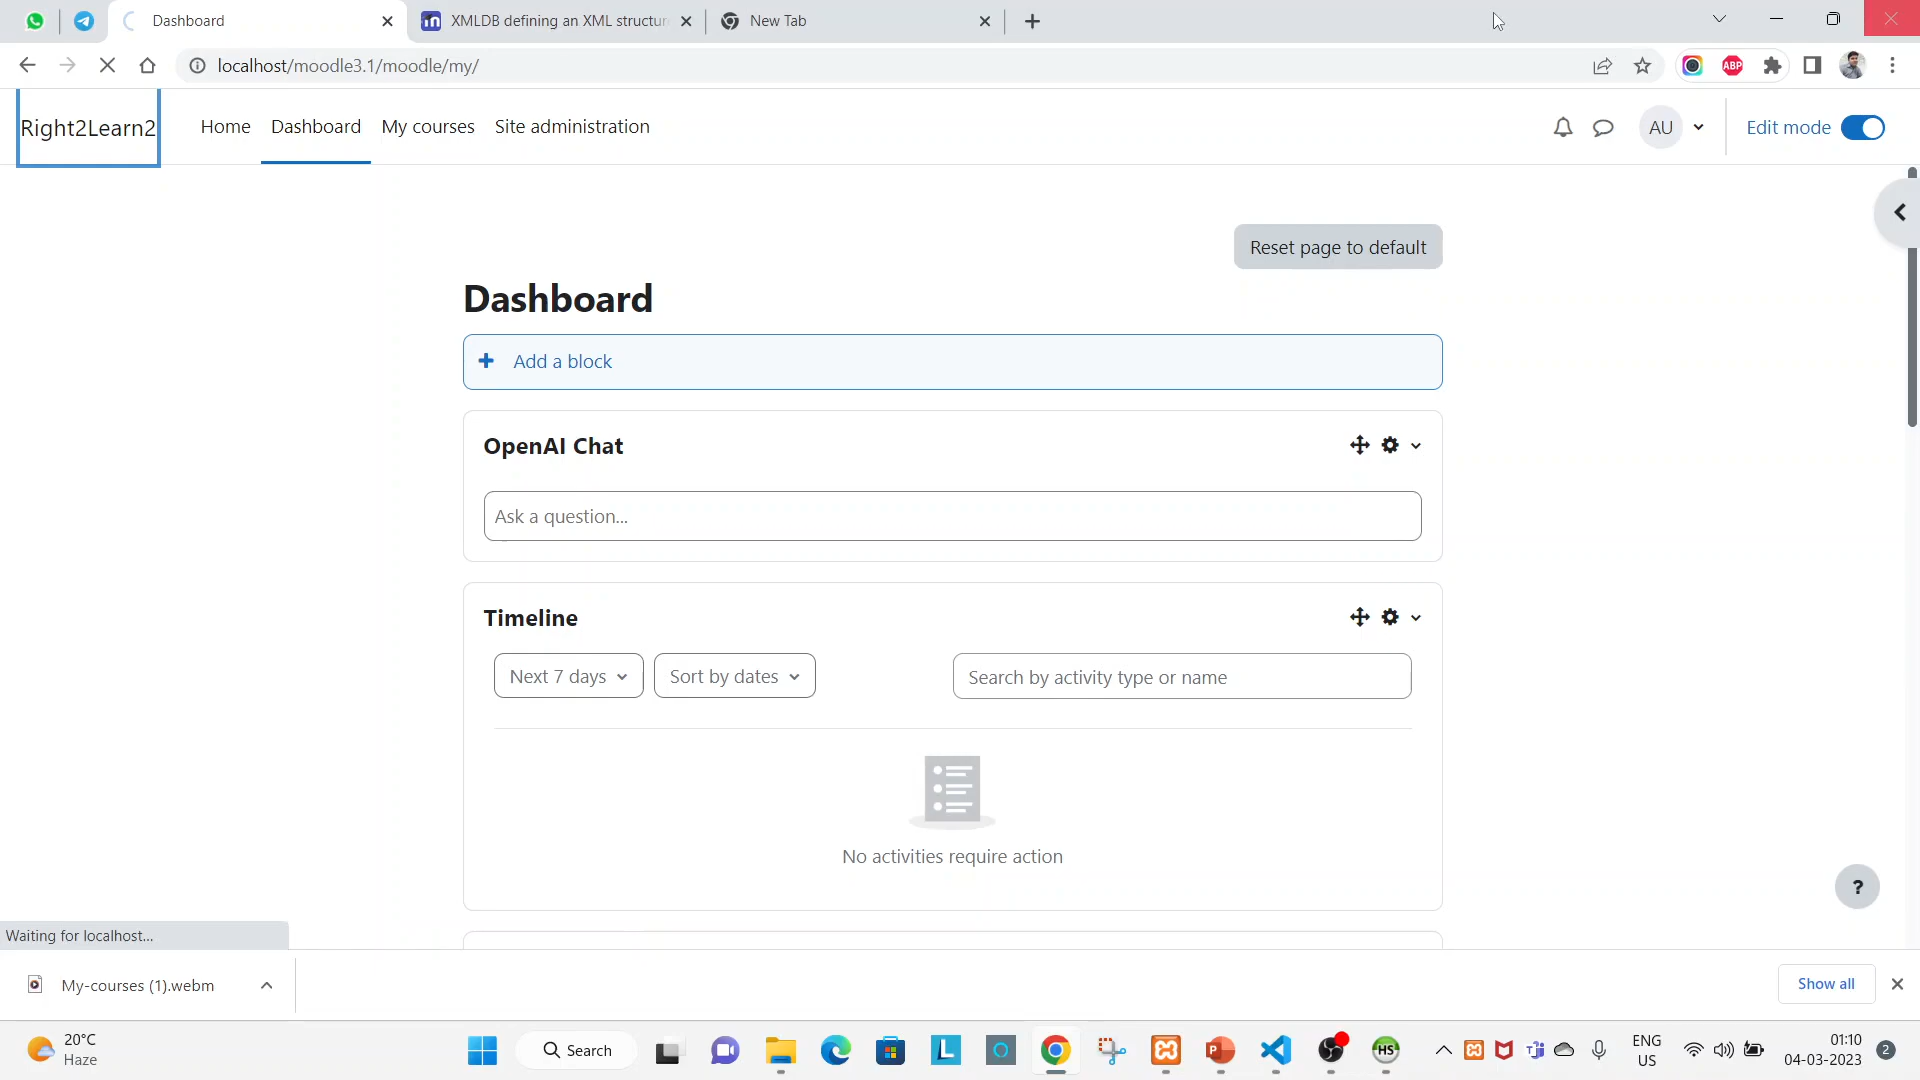 Dashboard
XMLDB defining an XML structure
New Tab
localhost/moodle3.1/moodle/my/
ABP
Right2Learn2
Home
Dashboard
My courses
Site administration
AU
Edit mode
Reset page to default
Dashboard
Add a block
OpenAI Chat
Ask a question...
Timeline
Next 7 days
Sort by dates
Search by activity type or name
No activities require action
?
Waiting for localhost...
My-courses (1).webm
Show all
20°C
Haze
Search
L
P
HS
ENG
US
01:10
04-03-2023
2